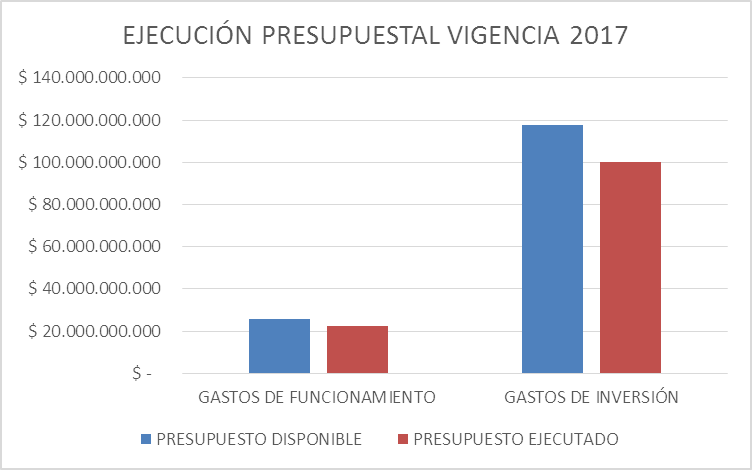 EJECUCIÓN PRESUPUESTAL VIGENCIA 2017
$ 140.000.000.000
$ 120.000.000.000
$ 100.000.000.000
$ 80.000.000.000
$ 60.000.000.000
$ 40.000.000.000
$ 20.000.000.000
$ -
GASTOS DE FUNCIONAMIENTO GASTOS DE INVERSIÓN
PRESUPUESTO DISPONIBLE PRESUPUESTO EJECUTADO